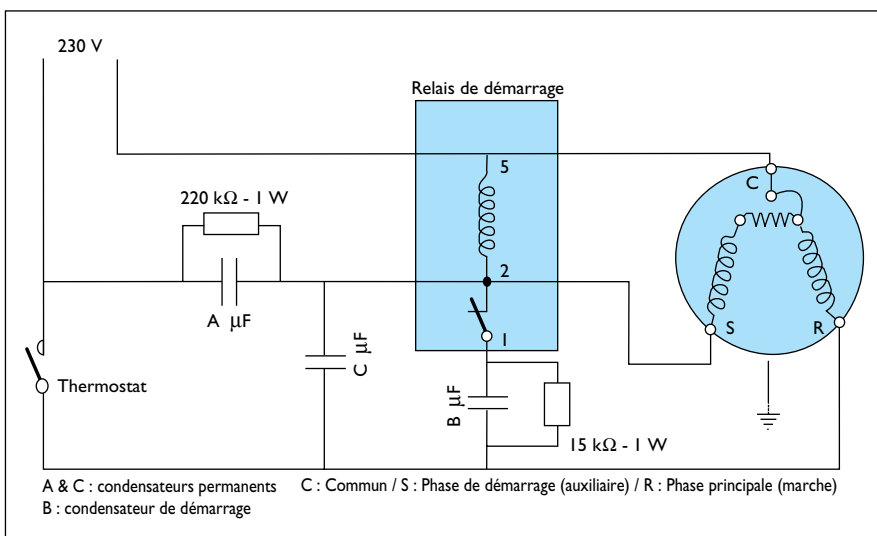 230 V
Relais de démarrage
5
C
220 kΩ - 1 W
2
A µF
S
R
1
C µF
Thermostat
B µF
15 kΩ - 1 W
A & C : condensateurs permanents
C : Commun / S : Phase de démarrage (auxiliaire) / R : Phase principale (marche)
B : condensateur de démarrage